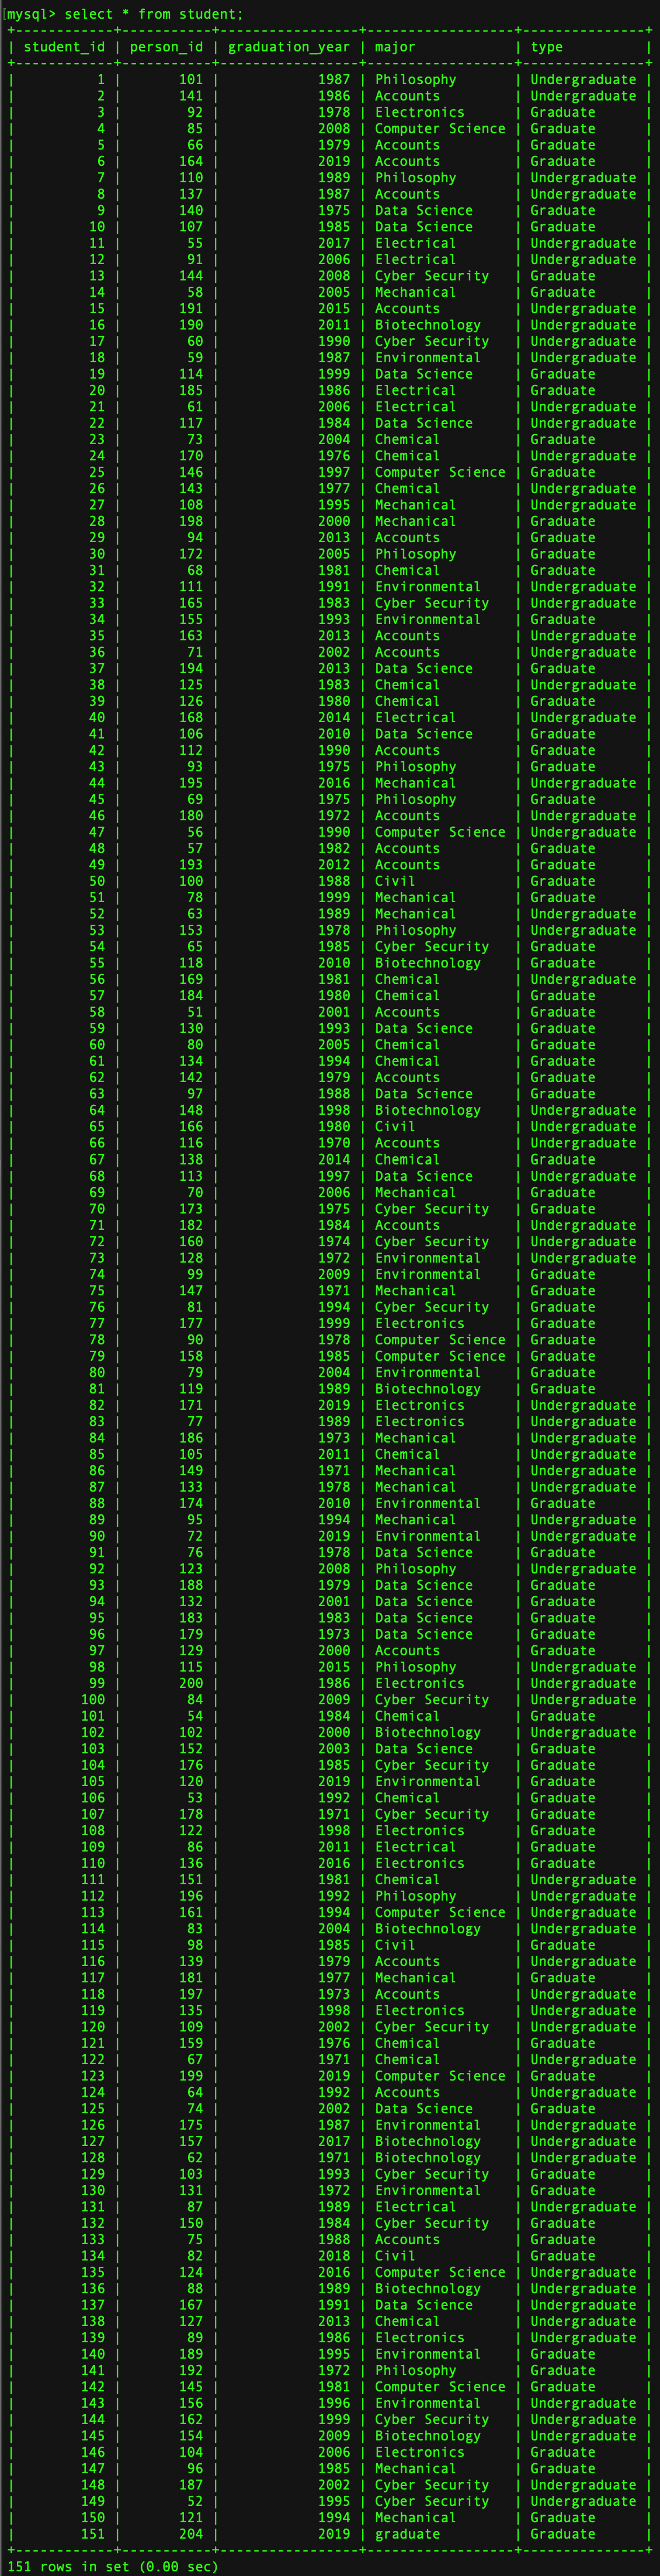 [mysql> select * from student;
+------------+-----------+-----------------+------------------+---------------+
| student_id | person_id | graduation_year | major            | type          |
+------------+-----------+-----------------+------------------+---------------+
|          1 |       101 |            1987 | Philosophy       | Undergraduate |
|          2 |       141 |            1986 | Accounts         | Undergraduate |
|          3 |        92 |            1978 | Electronics      | Graduate      |
|          4 |        85 |            2008 | Computer Science | Graduate      |
|          5 |        66 |            1979 | Accounts         | Graduate      |
|          6 |       164 |            2019 | Accounts         | Graduate      |
|          7 |       110 |            1989 | Philosophy       | Undergraduate |
|          8 |       137 |            1987 | Accounts         | Undergraduate |
|          9 |       140 |            1975 | Data Science     | Graduate      |
|         10 |       107 |            1985 | Data Science     | Graduate      |
|         11 |        55 |            2017 | Electrical       | Undergraduate |
|         12 |        91 |            2006 | Electrical       | Undergraduate |
|         13 |       144 |            2008 | Cyber Security   | Graduate      |
|         14 |        58 |            2005 | Mechanical       | Graduate      |
|         15 |       191 |            2015 | Accounts         | Undergraduate |
|         16 |       190 |            2011 | Biotechnology    | Undergraduate |
|         17 |        60 |            1990 | Cyber Security   | Undergraduate |
|         18 |        59 |            1987 | Environmental    | Undergraduate |
|         19 |       114 |            1999 | Data Science     | Graduate      |
|         20 |       185 |            1986 | Electrical       | Graduate      |
|         21 |        61 |            2006 | Electrical       | Undergraduate |
|         22 |       117 |            1984 | Data Science     | Undergraduate |
|         23 |        73 |            2004 | Chemical         | Graduate      |
|         24 |       170 |            1976 | Chemical         | Undergraduate |
|         25 |       146 |            1997 | Computer Science | Graduate      |
|         26 |       143 |            1977 | Chemical         | Undergraduate |
|         27 |       108 |            1995 | Mechanical       | Undergraduate |
|         28 |       198 |            2000 | Mechanical       | Graduate      |
|         29 |        94 |            2013 | Accounts         | Graduate      |
|         30 |       172 |            2005 | Philosophy       | Graduate      |
|         31 |        68 |            1981 | Chemical         | Graduate      |
|         32 |       111 |            1991 | Environmental    | Undergraduate |
|         33 |       165 |            1983 | Cyber Security   | Undergraduate |
|         34 |       155 |            1993 | Environmental    | Graduate      |
|         35 |       163 |            2013 | Accounts         | Undergraduate |
|         36 |        71 |            2002 | Accounts         | Undergraduate |
|         37 |       194 |            2013 | Data Science     | Graduate      |
|         38 |       125 |            1983 | Chemical         | Undergraduate |
|         39 |       126 |            1980 | Chemical         | Graduate      |
|         40 |       168 |            2014 | Electrical       | Undergraduate |
|         41 |       106 |            2010 | Data Science     | Graduate      |
|         42 |       112 |            1990 | Accounts         | Graduate      |
|         43 |        93 |            1975 | Philosophy       | Graduate      |
|         44 |       195 |            2016 | Mechanical       | Undergraduate |
|         45 |        69 |            1975 | Philosophy       | Graduate      |
|         46 |       180 |            1972 | Accounts         | Undergraduate |
|         47 |        56 |            1990 | Computer Science | Undergraduate |
|         48 |        57 |            1982 | Accounts         | Graduate      |
|         49 |       193 |            2012 | Accounts         | Graduate      |
|         50 |       100 |            1988 | Civil            | Graduate      |
|         51 |        78 |            1999 | Mechanical       | Graduate      |
|         52 |        63 |            1989 | Mechanical       | Undergraduate |
|         53 |       153 |            1978 | Philosophy       | Undergraduate |
|         54 |        65 |            1985 | Cyber Security   | Graduate      |
|         55 |       118 |            2010 | Biotechnology    | Graduate      |
|         56 |       169 |            1981 | Chemical         | Undergraduate |
|         57 |       184 |            1980 | Chemical         | Graduate      |
|         58 |        51 |            2001 | Accounts         | Graduate      |
|         59 |       130 |            1993 | Data Science     | Graduate      |
|         60 |        80 |            2005 | Chemical         | Graduate      |
|         61 |       134 |            1994 | Chemical         | Graduate      |
|         62 |       142 |            1979 | Accounts         | Graduate      |
|         63 |        97 |            1988 | Data Science     | Graduate      |
|         64 |       148 |            1998 | Biotechnology    | Undergraduate |
|         65 |       166 |            1980 | Civil            | Undergraduate |
|         66 |       116 |            1970 | Accounts         | Undergraduate |
|         67 |       138 |            2014 | Chemical         | Graduate      |
|         68 |       113 |            1997 | Data Science     | Undergraduate |
|         69 |        70 |            2006 | Mechanical       | Graduate      |
|         70 |       173 |            1975 | Cyber Security   | Graduate      |
|         71 |       182 |            1984 | Accounts         | Undergraduate |
|         72 |       160 |            1974 | Cyber Security   | Undergraduate |
|         73 |       128 |            1972 | Environmental    | Undergraduate |
|         74 |        99 |            2009 | Environmental    | Graduate      |
|         75 |       147 |            1971 | Mechanical       | Graduate      |
|         76 |        81 |            1994 | Cyber Security   | Graduate      |
|         77 |       177 |            1999 | Electronics      | Graduate      |
|         78 |        90 |            1978 | Computer Science | Graduate      |
|         79 |       158 |            1985 | Computer Science | Graduate      |
|         80 |        79 |            2004 | Environmental    | Graduate      |
|         81 |       119 |            1989 | Biotechnology    | Graduate      |
|         82 |       171 |            2019 | Electronics      | Undergraduate |
|         83 |        77 |            1989 | Electronics      | Undergraduate |
|         84 |       186 |            1973 | Mechanical       | Undergraduate |
|         85 |       105 |            2011 | Chemical         | Undergraduate |
|         86 |       149 |            1971 | Mechanical       | Undergraduate |
|         87 |       133 |            1978 | Mechanical       | Undergraduate |
|         88 |       174 |            2010 | Environmental    | Graduate      |
|         89 |        95 |            1994 | Mechanical       | Undergraduate |
|         90 |        72 |            2019 | Environmental    | Undergraduate |
|         91 |        76 |            1978 | Data Science     | Graduate      |
|         92 |       123 |            2008 | Philosophy       | Undergraduate |
|         93 |       188 |            1979 | Data Science     | Graduate      |
|         94 |       132 |            2001 | Data Science     | Graduate      |
|         95 |       183 |            1983 | Data Science     | Graduate      |
|         96 |       179 |            1973 | Data Science     | Graduate      |
|         97 |       129 |            2000 | Accounts         | Graduate      |
|         98 |       115 |            2015 | Philosophy       | Undergraduate |
|         99 |       200 |            1986 | Electronics      | Undergraduate |
|        100 |        84 |            2009 | Cyber Security   | Undergraduate |
|        101 |        54 |            1984 | Chemical         | Graduate      |
|        102 |       102 |            2000 | Biotechnology    | Undergraduate |
|        103 |       152 |            2003 | Data Science     | Graduate      |
|        104 |       176 |            1985 | Cyber Security   | Graduate      |
|        105 |       120 |            2019 | Environmental    | Graduate      |
|        106 |        53 |            1992 | Chemical         | Graduate      |
|        107 |       178 |            1971 | Cyber Security   | Graduate      |
|        108 |       122 |            1998 | Electronics      | Graduate      |
|        109 |        86 |            2011 | Electrical       | Graduate      |
|        110 |       136 |            2016 | Electronics      | Graduate      |
|        111 |       151 |            1981 | Chemical         | Undergraduate |
|        112 |       196 |            1992 | Philosophy       | Undergraduate |
|        113 |       161 |            1994 | Computer Science | Undergraduate |
|        114 |        83 |            2004 | Biotechnology    | Undergraduate |
|        115 |        98 |            1985 | Civil            | Graduate      |
|        116 |       139 |            1979 | Accounts         | Undergraduate |
|        117 |       181 |            1977 | Mechanical       | Graduate      |
|        118 |       197 |            1973 | Accounts         | Undergraduate |
|        119 |       135 |            1998 | Electronics      | Undergraduate |
|        120 |       109 |            2002 | Cyber Security   | Undergraduate |
|        121 |       159 |            1976 | Chemical         | Graduate      |
|        122 |        67 |            1971 | Chemical         | Undergraduate |
|        123 |       199 |            2019 | Computer Science | Graduate      |
|        124 |        64 |            1992 | Accounts         | Undergraduate |
|        125 |        74 |            2002 | Data Science     | Graduate      |
|        126 |       175 |            1987 | Environmental    | Undergraduate |
|        127 |       157 |            2017 | Biotechnology    | Undergraduate |
|        128 |        62 |            1971 | Biotechnology    | Undergraduate |
|        129 |       103 |            1993 | Cyber Security   | Graduate      |
|        130 |       131 |            1972 | Environmental    | Graduate      |
|        131 |        87 |            1989 | Electrical       | Undergraduate |
|        132 |       150 |            1984 | Cyber Security   | Graduate      |
|        133 |        75 |            1988 | Accounts         | Graduate      |
|        134 |        82 |            2018 | Civil            | Graduate      |
|        135 |       124 |            2016 | Computer Science | Undergraduate |
|        136 |        88 |            1989 | Biotechnology    | Undergraduate |
|        137 |       167 |            1991 | Data Science     | Undergraduate |
|        138 |       127 |            2013 | Chemical         | Undergraduate |
|        139 |        89 |            1986 | Electronics      | Undergraduate |
|        140 |       189 |            1995 | Environmental    | Graduate      |
|        141 |       192 |            1972 | Philosophy       | Graduate      |
|        142 |       145 |            1981 | Computer Science | Graduate      |
|        143 |       156 |            1996 | Environmental    | Undergraduate |
|        144 |       162 |            1999 | Cyber Security   | Undergraduate |
|        145 |       154 |            2009 | Biotechnology    | Undergraduate |
|        146 |       104 |            2006 | Electronics      | Graduate      |
|        147 |        96 |            1985 | Mechanical       | Graduate      |
|        148 |       187 |            2002 | Cyber Security   | Undergraduate |
|        149 |        52 |            1995 | Cyber Security   | Undergraduate |
|        150 |       121 |            1994 | Mechanical       | Graduate      |
|        151 |       204 |            2019 | graduate         | Graduate      |
+------------+-----------+-----------------+------------------+---------------+
151 rows in set (0.00 sec)